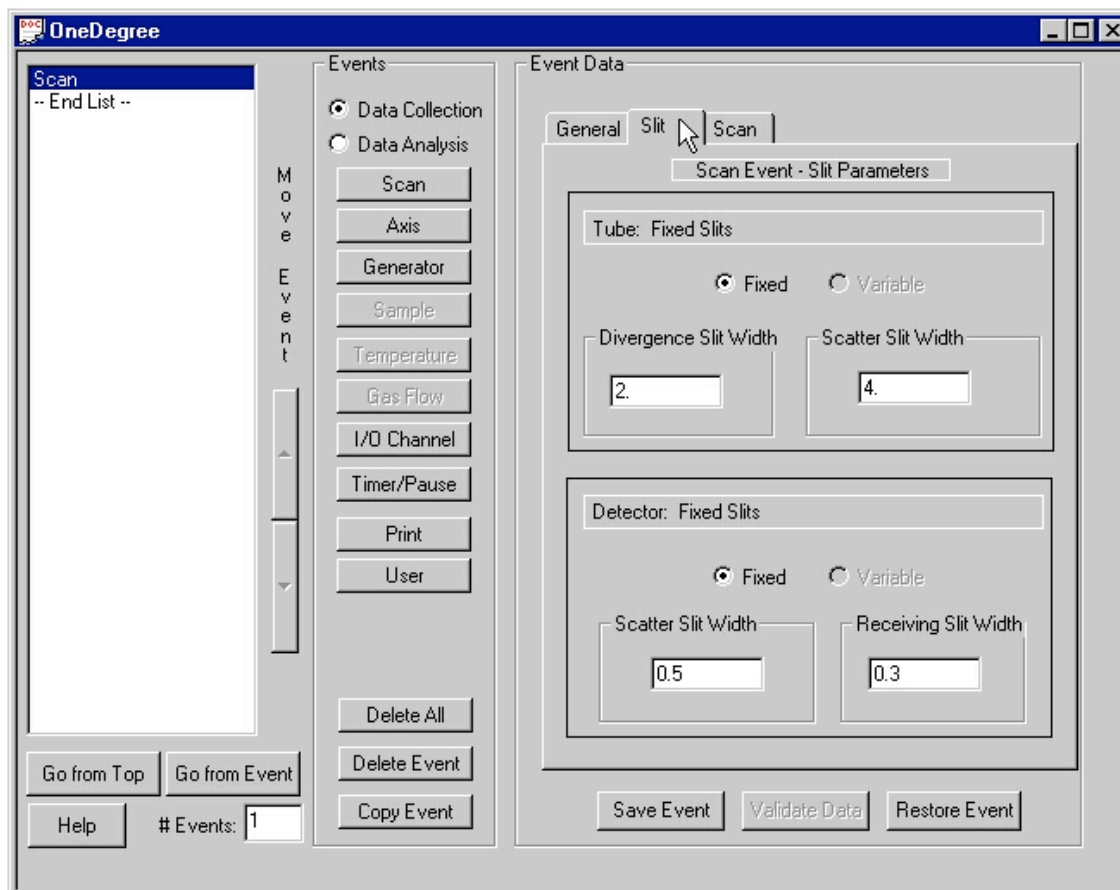 OneDegree
Scan
-- End List --
Move Event
Go from Top
Go from Event
Help
# Events: 1
Events
Data Collection
Data Analysis
Scan
Axis
Generator
Sample
Temperature
Gas Flow
I/O Channel
Timer/Pause
Print
User
Delete All
Delete Event
Copy Event
Event Data
General Slit Scan
Scan Event - Slit Parameters
Tube: Fixed Slits
Fixed Variable
Divergence Slit Width Scatter Slit Width
2. 4.
Detector: Fixed Slits
Fixed Variable
Scatter Slit Width Receiving Slit Width
0.5 0.3
Save Event Validate Data Restore Event